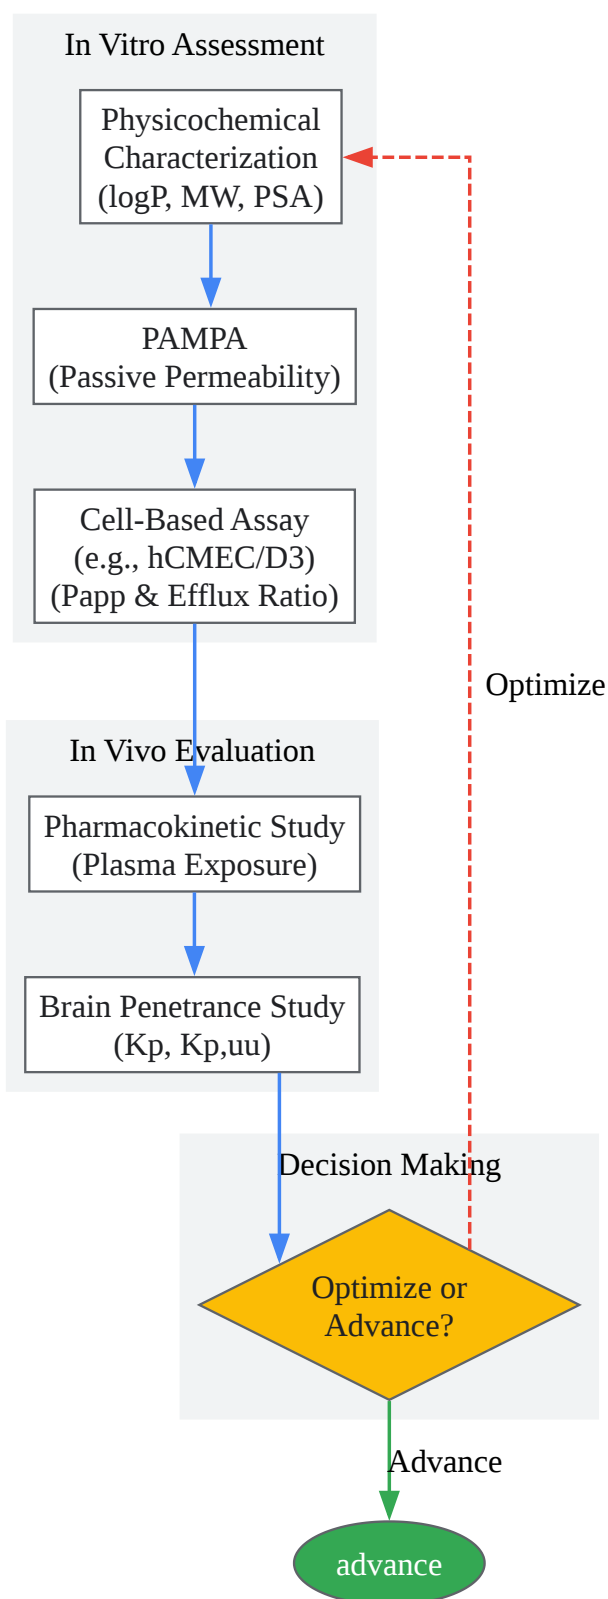 In Vitro Assessment
Physicochemical
Characterization
(logP, MW, PSA)
PAMPA
(Passive Permeability)
Cell-Based Assay
(e.g., hCMEC/D3)
(Papp & Efflux Ratio)
Optimize
In Vivo Evaluation
Pharmacokinetic Study
(Plasma Exposure)
Brain Penetrance Study
(Kp, Kp,uu)
Decision Making
Optimize or
Advance?
Advance
advance